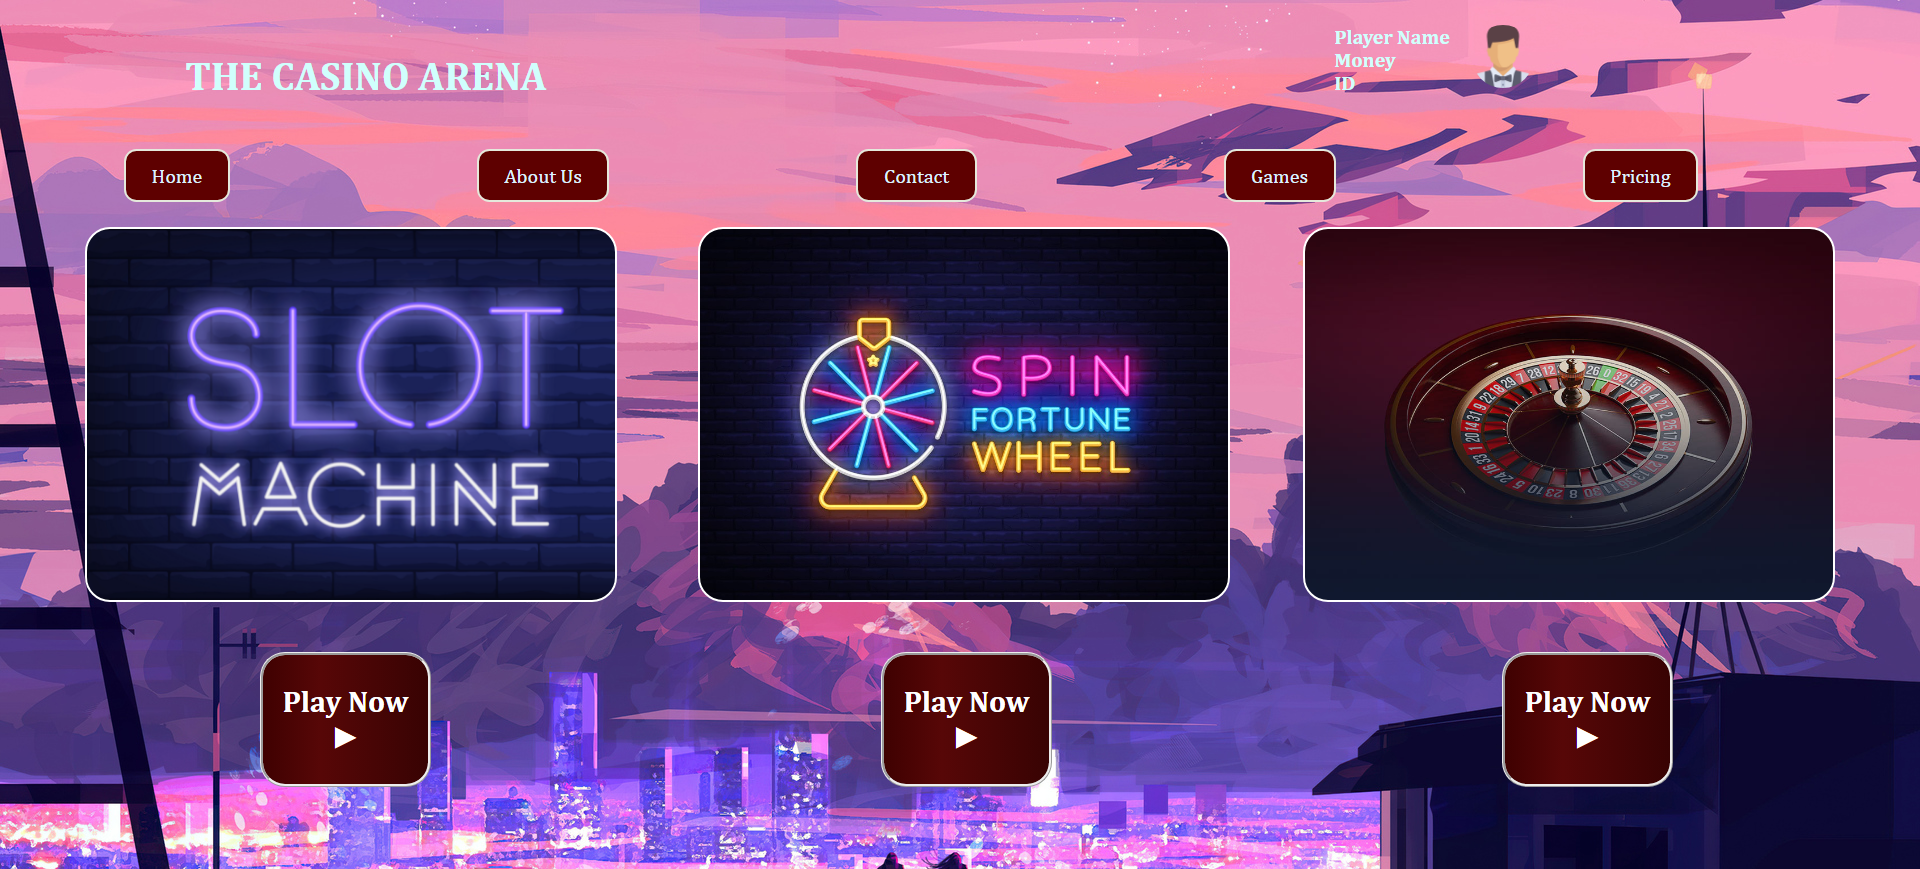 THE CASINO ARENA
Player Name
Money
ID
Home
About Us
Contact
Games
Pricing
SLOT
MACHINE
SPIN
FORTUNE
WHEEL
Play Now
Play Now
Play Now